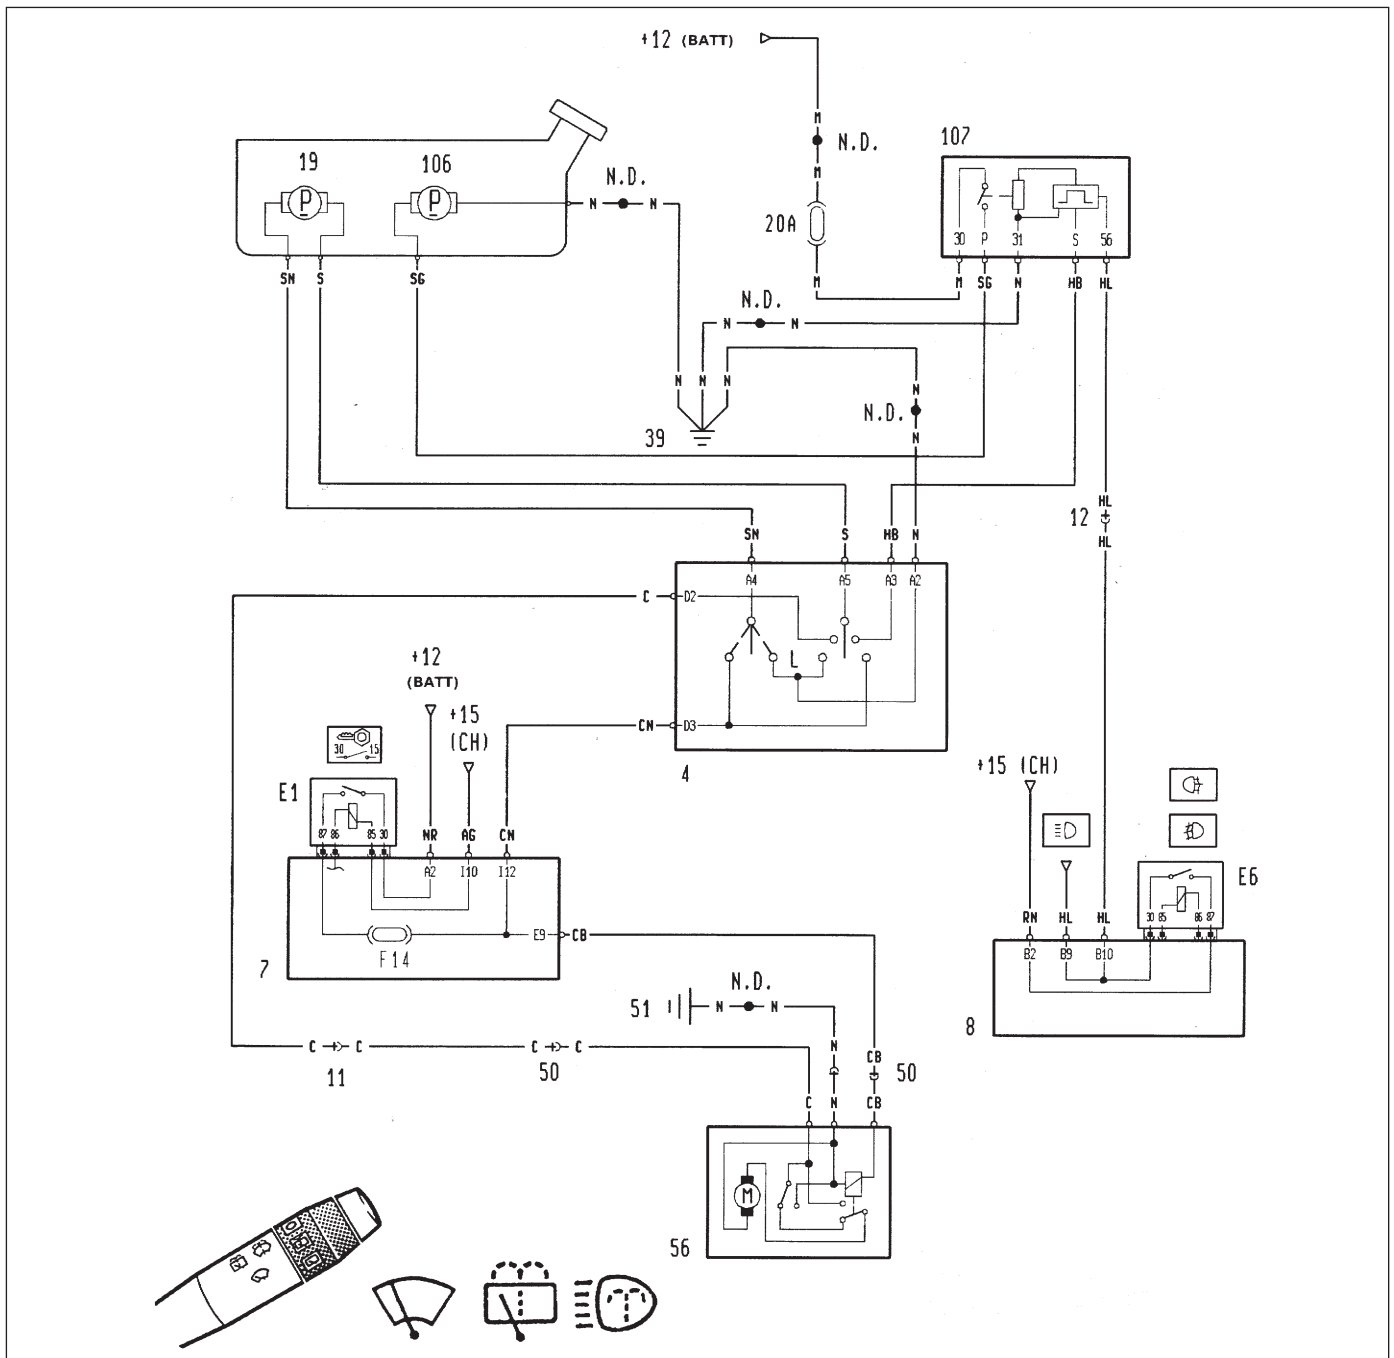 +12 (BATT)
M
N.D.
M
107
19
106
P
P
N.D.
N
N
20A
30
P
31
S
56
SN
S
SG
M
M
SG
N
HB
HL
N.D.
N
N
N
N
N
N
N.D.
N
39
HL
12
HL
SN
S
HB
N
A4
A5
A3
A2
C
D2
L
+12
(BATT)
+15
(CH)
CN
D3
4
30
15
E1
87
86
85
30
NR
AG
CN
A2
I10
I12
E9
CB
F14
7
+15 (CH)
E6
30
85
86
87
RN
HL
HL
B2
B9
B10
8
N.D.
51
N
N
C
C
C
C
11
50
N
CB
50
C
N
CB
M
56